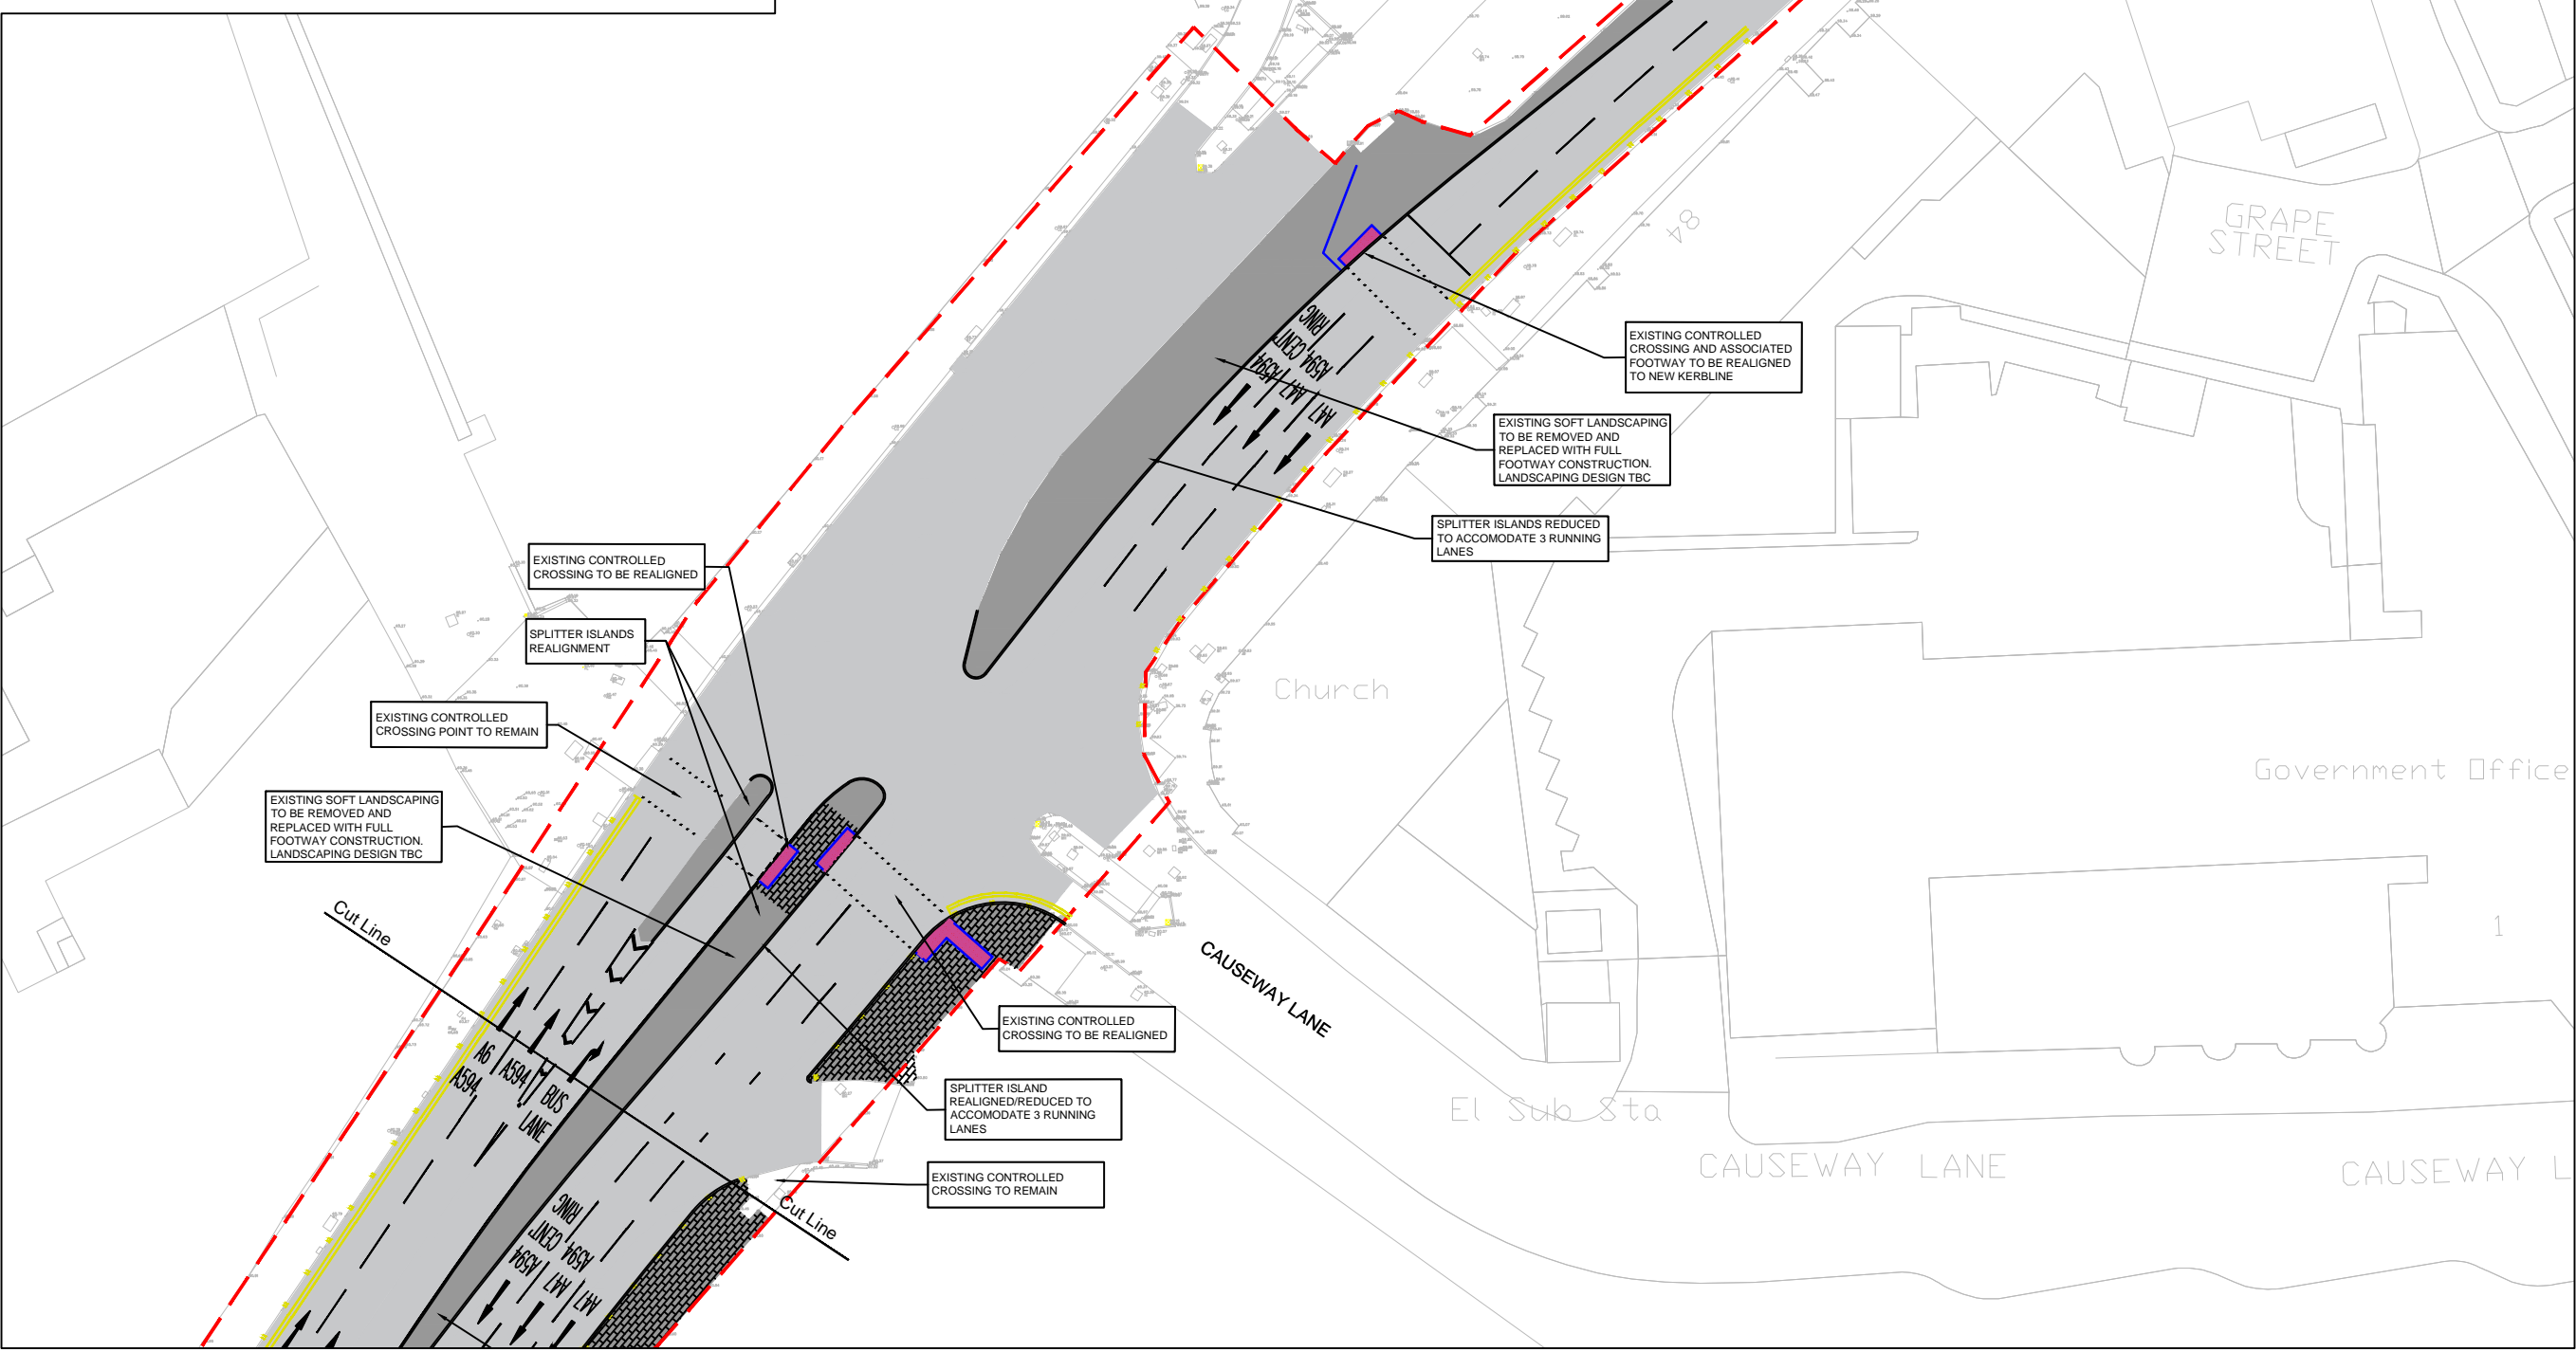 GRAPE
STREET
84
EXISTING CONTROLLED
CROSSING AND ASSOCIATED
FOOTWAY TO BE REALIGNED
TO NEW KERBLINE
RING
CENT
A594
A594
A47
A47
EXISTING SOFT LANDSCAPING
TO BE REMOVED AND
REPLACED WITH FULL
FOOTWAY CONSTRUCTION.
LANDSCAPING DESIGN TBC
SPLITTER ISLANDS REDUCED
TO ACCOMODATE 3 RUNNING
LANES
EXISTING CONTROLLED
CROSSING TO BE REALIGNED
SPLITTER ISLANDS
REALIGNMENT
Church
EXISTING CONTROLLED
CROSSING POINT TO REMAIN
Government Office
EXISTING SOFT LANDSCAPING
TO BE REMOVED AND
REPLACED WITH FULL
FOOTWAY CONSTRUCTION.
LANDSCAPING DESIGN TBC
Cut Line
1
CAUSEWAY LANE
EXISTING CONTROLLED
CROSSING TO BE REALIGNED
A6
A594
A594
BUS
LANE
SPLITTER ISLAND
REALIGNED/REDUCED TO
ACCOMODATE 3 RUNNING
LANES
El Sub Sta
CAUSEWAY LANE
CAUSEWAY L
EXISTING CONTROLLED
CROSSING TO REMAIN
Cut Line
RING
CENT
A594
A594
A47
A47